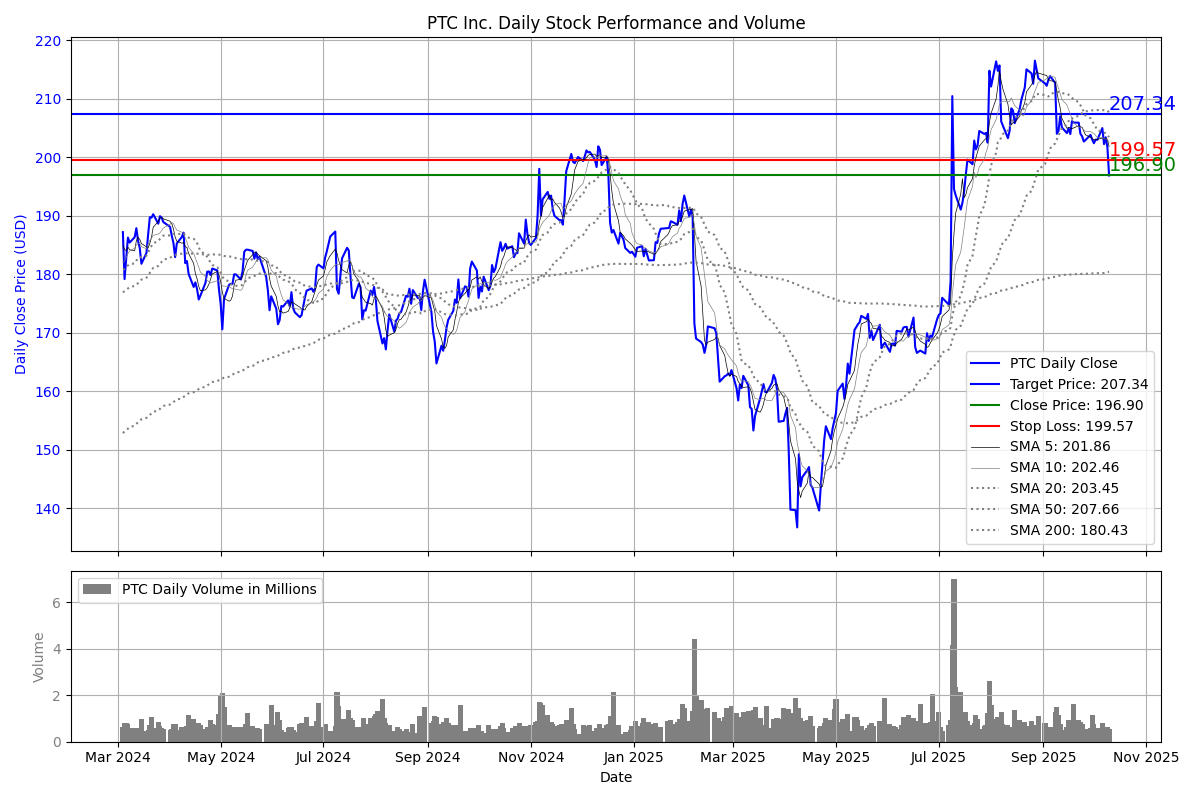 PTC Inc. Daily Stock Performance and Volume
220
210
200
190
180
170
160
150
140
Daily Close Price (USD)
207.34
199.57
196.90
PTC Daily Close
Target Price: 207.34
Close Price: 196.90
Stop Loss: 199.57
SMA 5: 201.86
SMA 10: 202.46
SMA 20: 203.45
SMA 50: 207.66
SMA 200: 180.43
PTC Daily Volume in Millions
6
4
2
0
Volume
Mar 2024 May 2024 Jul 2024 Sep 2024 Nov 2024 Jan 2025 Mar 2025 May 2025 Jul 2025 Sep 2025 Nov 2025
Date